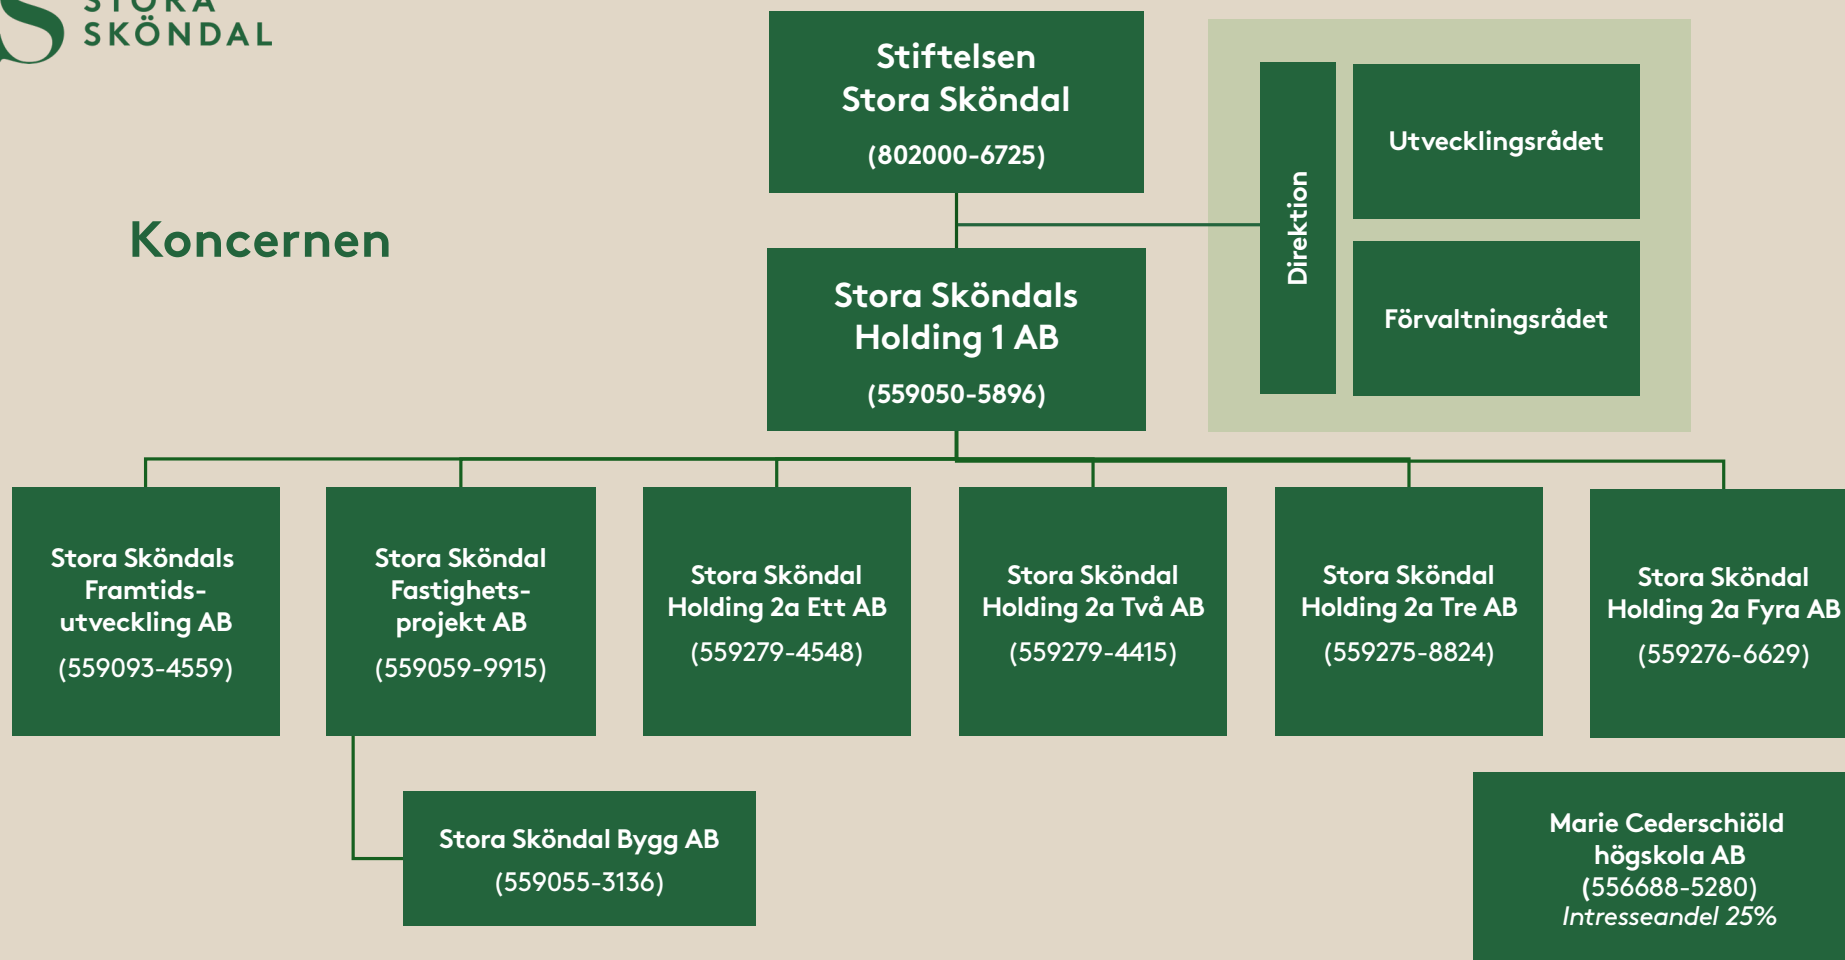 STORA
SKÖNDAL
Koncernen
Stiftelsen
Stora Sköndal
(802000-6725)
Direktion
Utvecklingsrådet
Förvaltningsrådet
Stora Sköndals
Holding 1 AB
(559050-5896)
Stora Sköndals
Framtids-
utveckling AB
(559093-4559)
Stora Sköndal
Fastighets-
projekt AB
(559059-9915)
Stora Sköndal
Holding 2a Ett AB
(559279-4548)
Stora Sköndal
Holding 2a Två AB
(559279-4415)
Stora Sköndal
Holding 2a Tre AB
(559275-8824)
Stora Sköndal
Holding 2a Fyra AB
(559276-6629)
Stora Sköndal Bygg AB
(559055-3136)
Marie Cederschiöld
högskola AB
(556688-5280)
Intresseandel 25%